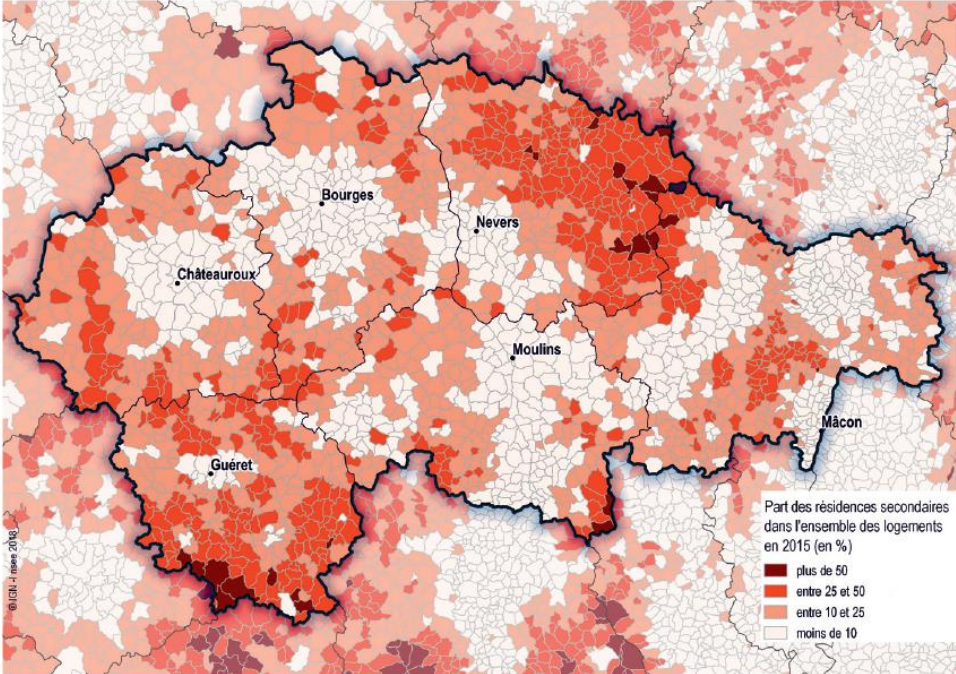 Bourges
Nevers
Châteauroux
Moulins
Mâcon
Guéret
Part des résidences secondaires
dans l'ensemble des logements
en 2015 (en %)
plus de 50
entre 25 et 50
entre 10 et 25
moins de 10
© IGN - Insee 2018